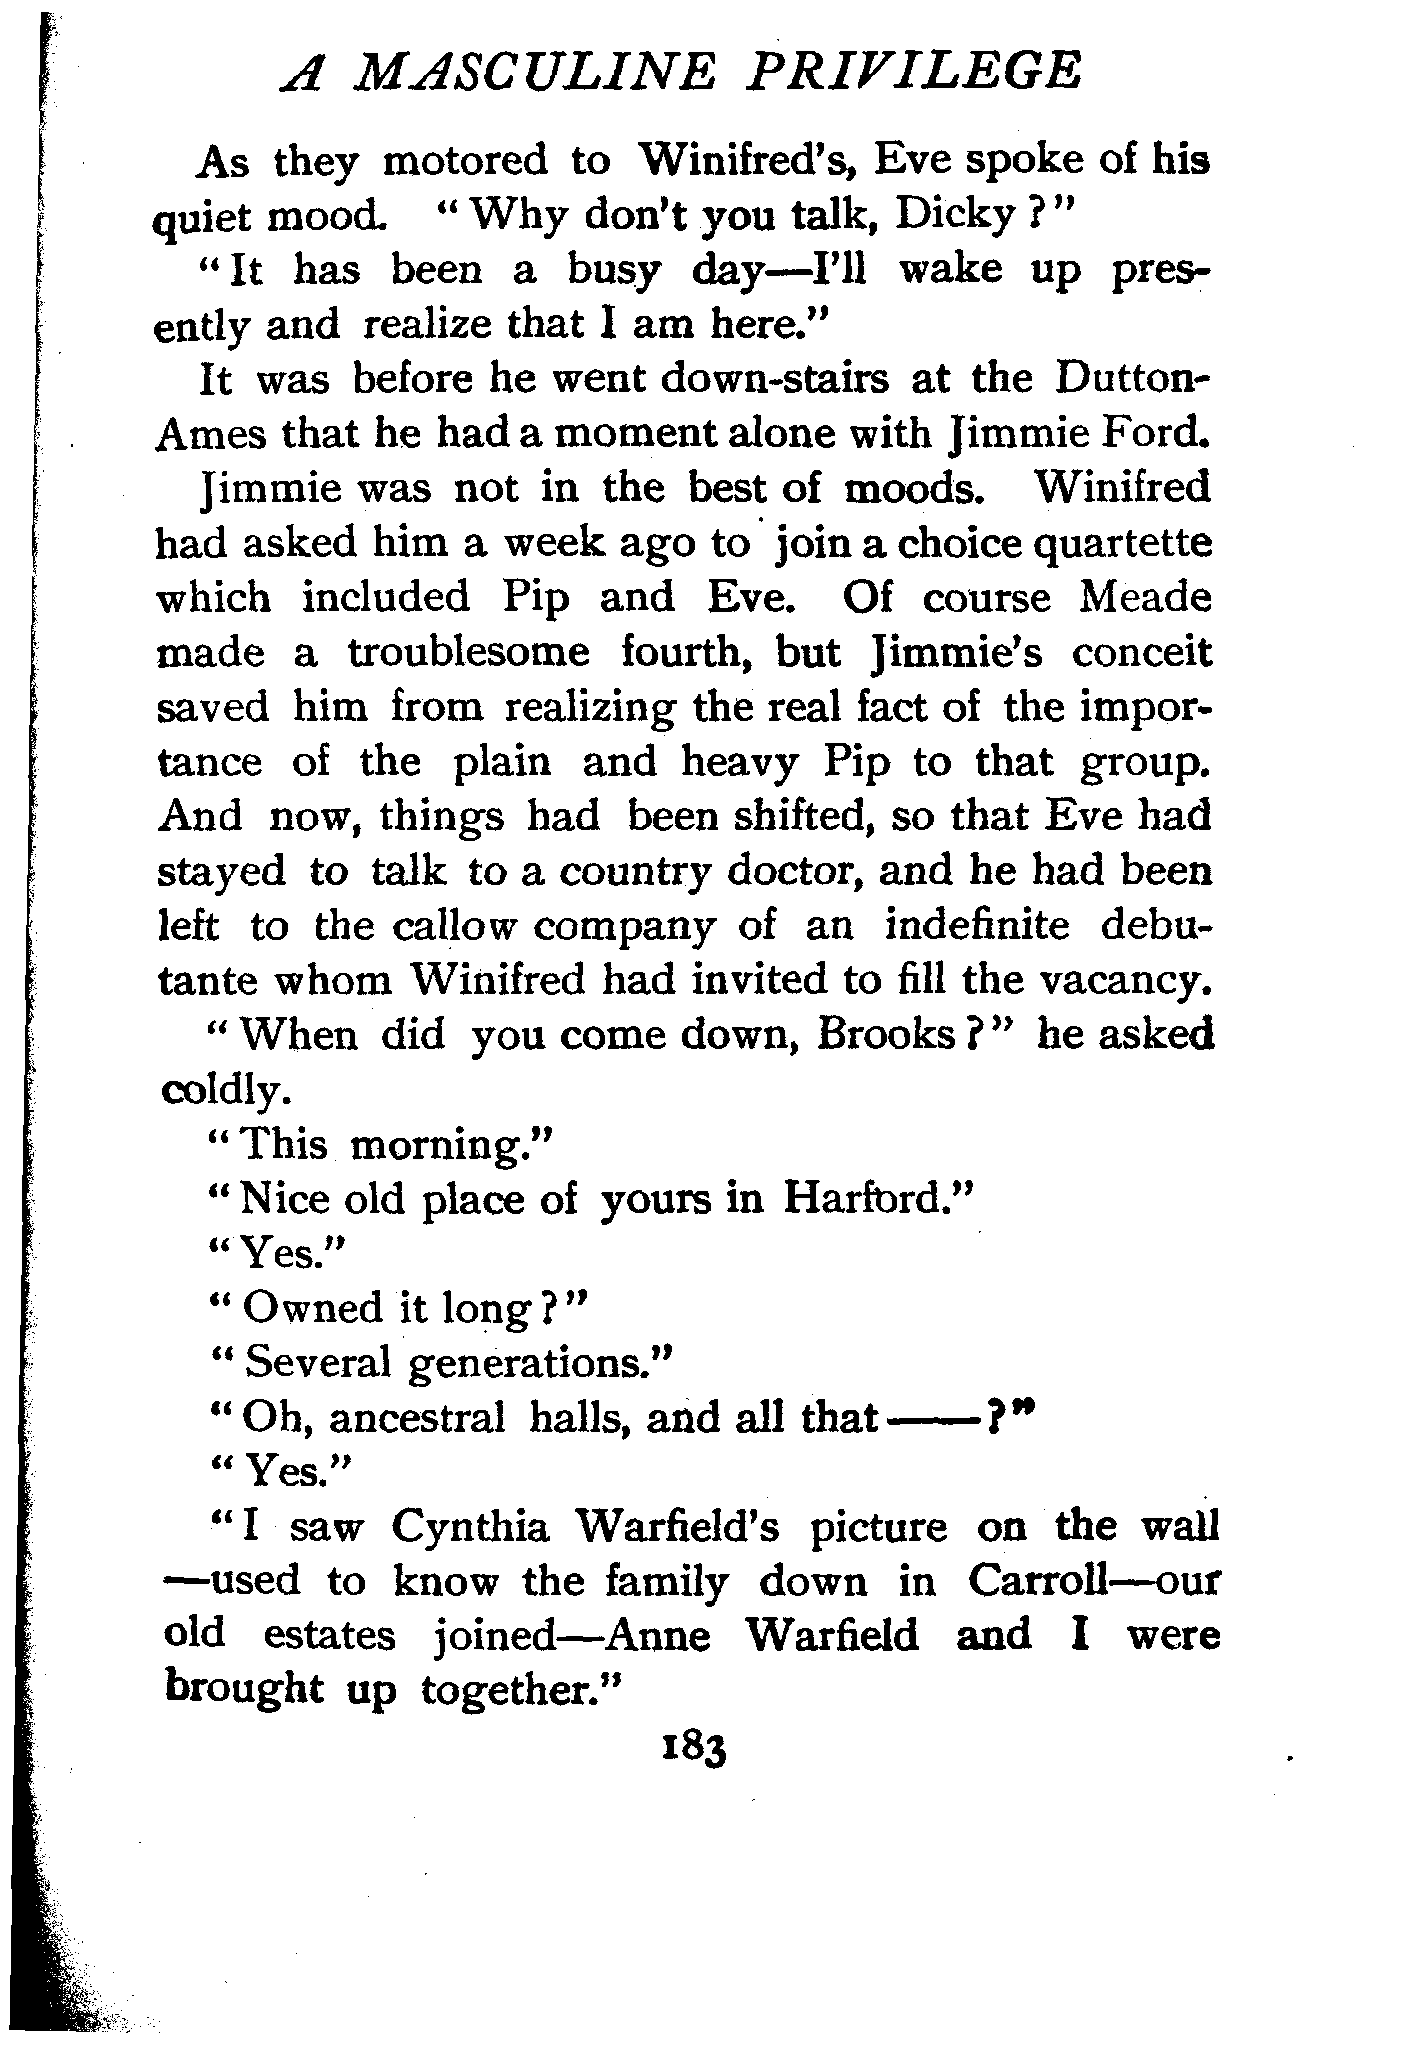 A MASCULINE PRIVILEGE
As they motored to Winifred's, Eve spoke of his
quiet mood. "Why don't you talk, Dicky?"
"It has been a busy day—I'll wake up pres-
ently and realize that I am here."
It was before he went down-stairs at the Dutton-
Ames that he had a moment alone with Jimmie Ford.
Jimmie was not in the best of moods. Winifred
had asked him a week ago to join a choice quartette
which included Pip and Eve. Of course Meade
made a troublesome fourth, but Jimmie's conceit
saved him from realizing the real fact of the impor-
tance of the plain and heavy Pip to that group.
And now, things had been shifted, so that Eve had
stayed to talk to a country doctor, and he had been
left to the callow company of an indefinite debu-
tante whom Winifred had invited to fill the vacancy.
"When did you come down, Brooks?" he asked
coldly.
"This morning."
"Nice old place of yours in Harford."
"Yes."
"Owned it long?"
"Several generations."
"Oh, ancestral halls, and all that——?"
"Yes."
"I saw Cynthia Warfield's picture on the wall
—used to know the family down in Carroll—our
old estates joined—Anne Warfield and I were
brought up together."
183